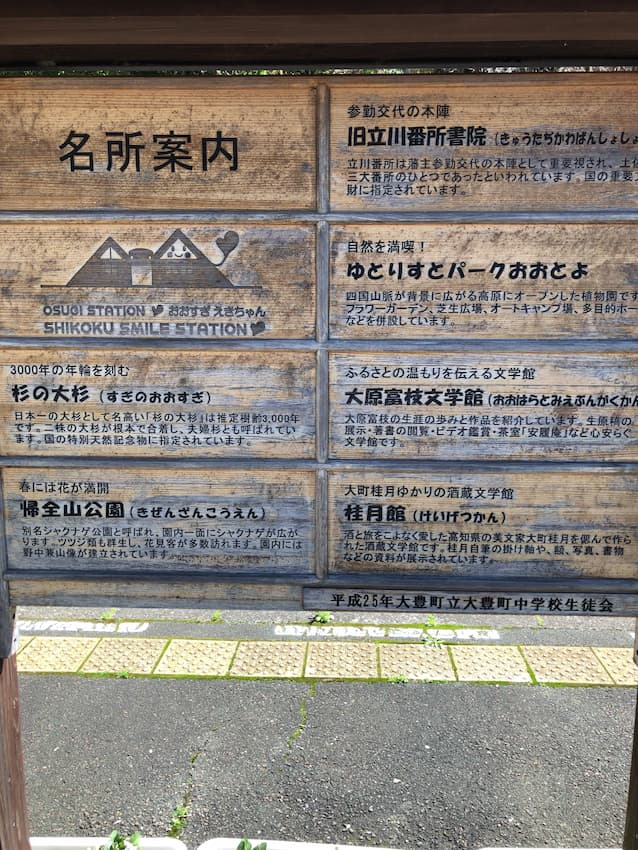 名所案内
OSUGI STATION おおすぎ えきちゃん
SHIKOKU SMILE STATION
3000年の年輪を刻む
杉の大杉 (すぎのおおすぎ)
日本一の大杉として名高い「杉の大杉」は推定樹齢3,000年
です。二株の大杉が根本で合着し、夫婦杉とも呼ばれてい
ます。国の特別天然記念物に指定されています。
春には花が満開
帰全山公園 (きぜんざんこうえん)
別名シャクナゲ公園と呼ばれ、園内一面にシャクナゲが広が
ります。ツツジ類も群生し、花見客が多数訪れます。園内には
野中兼山像が建立されています。
参勤交代の本陣
旧立川番所書院 (きゅうたぢかわばんしょしょ
立川番所は藩主参勤交代の本陣として重要視され、土佐
三大番所のひとつであったといわれています。国の重要文
財に指定されています。
自然を満喫！
ゆとりすとパークおおとよ
四国山脈が背景に広がる高原にオープンした植物園です
フラワーガーデン、芝生広場、オートキャンプ場、多目的ホー
などを併設しています。
ふるさとの温もりを伝える文学館
大原富枝文学館 (おおはらとみえぶんがくかん
大原富枝の生涯の歩みと作品を紹介しています。生原稿の
展示・著書の閲覧・ビデオ鑑賞・茶室「安履庵」など心安らぐ
文学館です。
大町桂月ゆかりの酒蔵文学館
桂月館 (けいげつかん)
酒と旅をこよなく愛した高知県の美文家大町桂月を偲んで作ら
れた酒蔵文学館です。桂月自筆の掛け軸や、額、写真、書物
などの資料が展示されています。
平成25年大豊町立大豊町中学校生徒会